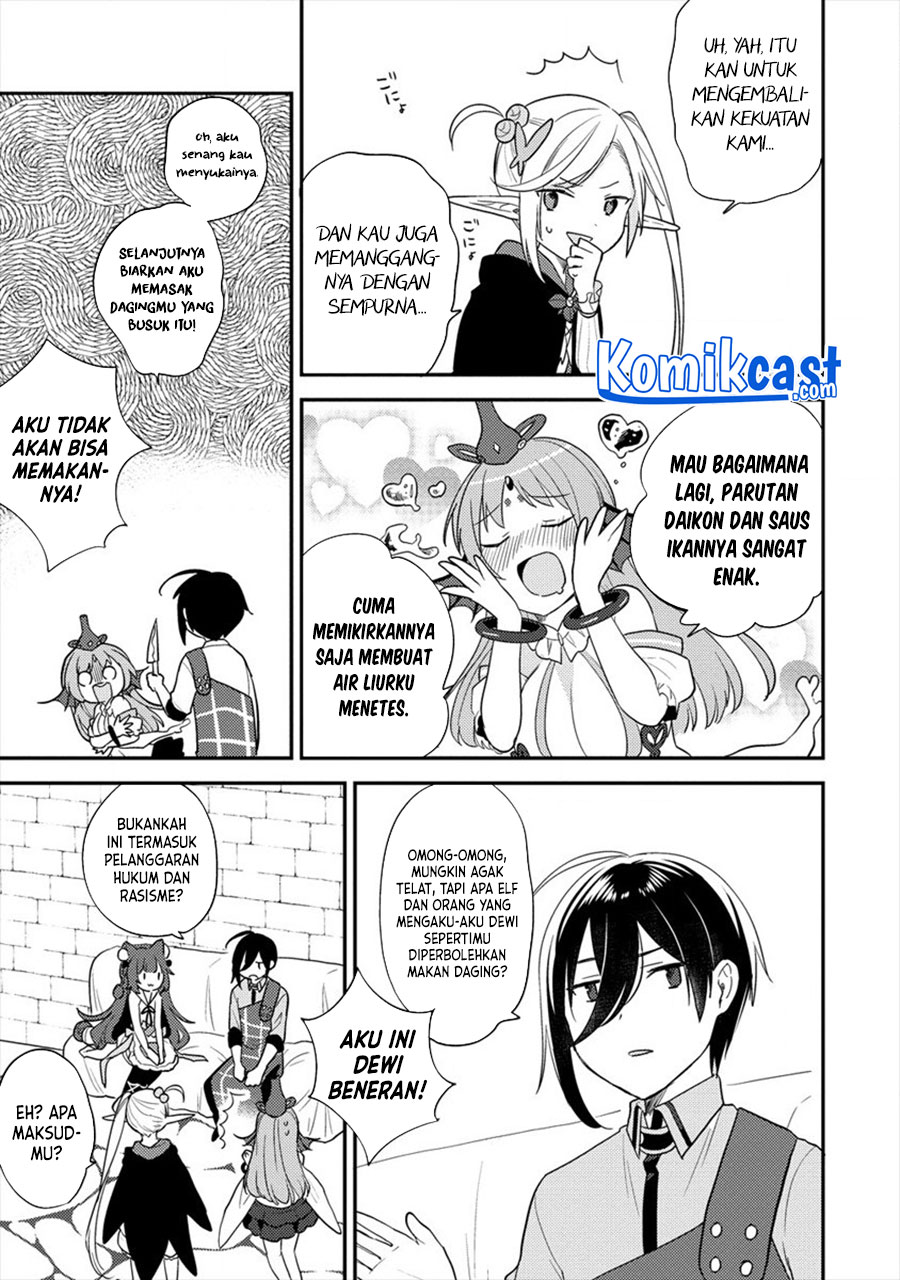 UH, YAH, ITU
KAN UNTUK
MENGEMBALI-
KAN KEKUATAN
KAMI...
DAN KAU JUGA
MEMANGGANG-
NYA DENGAN
SEMPURNA...
Komikcast
.com
MAU BAGAIMANA
LAGI, PARUTAN
DAIKON DAN SAUS
IKANNYA SANGAT
ENAK.
CUMA
MEMIKIRKANNYA
SAJA MEMBUAT
AIR LIURKU
MENETES.
Oh, aku
senang kau
menyukainya.
SELANJUTNYA
BIARKAN AKU
MEMASAK
DAGINGMU YANG
BUSUK ITU!
AKU TIDAK
AKAN BISA
MEMAKAN-
NYA!
OMONG-OMONG,
MUNGKIN AGAK
TELAT, TAPI APA ELF
DAN ORANG YANG
MENGAKU-AKU DEWI
SEPERTIMU
DIPERBOLEHKAN
MAKAN DAGING?
AKU INI
DEWI
BENERAN!
BUKANKAH
INI TERMASUK
PELANGGARAN
HUKUM DAN
RASISME?
EH? APA
MAKSUD-
MU?